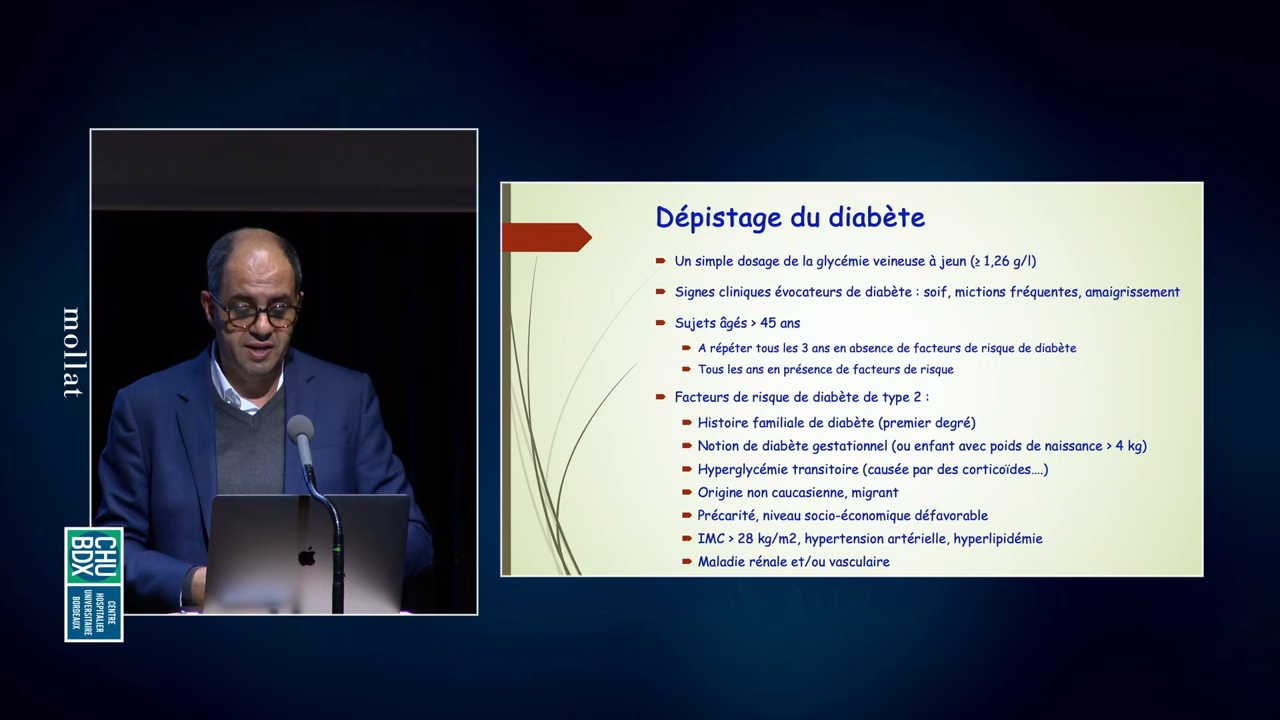 mollat
CHU
BDX
CENTRE
HOSPITALIER
UNIVERSITAIRE
BORDEAUX
Dépistage du diabète
Un simple dosage de la glycémie veineuse à jeun (≥ 1,26 g/l)
Signes cliniques évocateurs de diabète : soif, mictions fréquentes, amaigrissement
Sujets âgés > 45 ans
A répéter tous les 3 ans en absence de facteurs de risque de diabète
Tous les ans en présence de facteurs de risque
Facteurs de risque de diabète de type 2 :
Histoire familiale de diabète (premier degré)
Notion de diabète gestationnel (ou enfant avec poids de naissance > 4 kg)
Hyperglycémie transitoire (causée par des corticoïdes....)
Origine non caucasienne, migrant
Précarité, niveau socio-économique défavorable
IMC > 28 kg/m2, hypertension artérielle, hyperlipidémie
Maladie rénale et/ou vasculaire